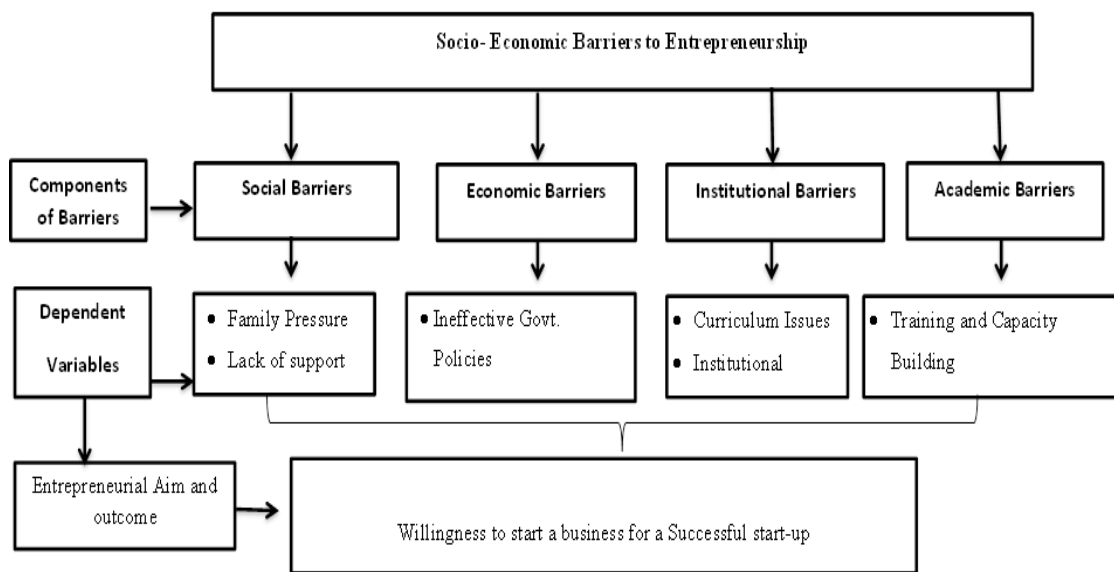 Socio- Economic Barriers to Entrepreneurship
Components
of Barriers
Social Barriers
Economic Barriers
Institutional Barriers
Academic Barriers
Dependent
Variables
• Family Pressure
• Lack of support
• Ineffective Govt.
Policies
• Curriculum Issues
• Institutional
• Training and Capacity
Building
Entrepreneurial Aim and
outcome
Willingness to start a business for a Successful start-up